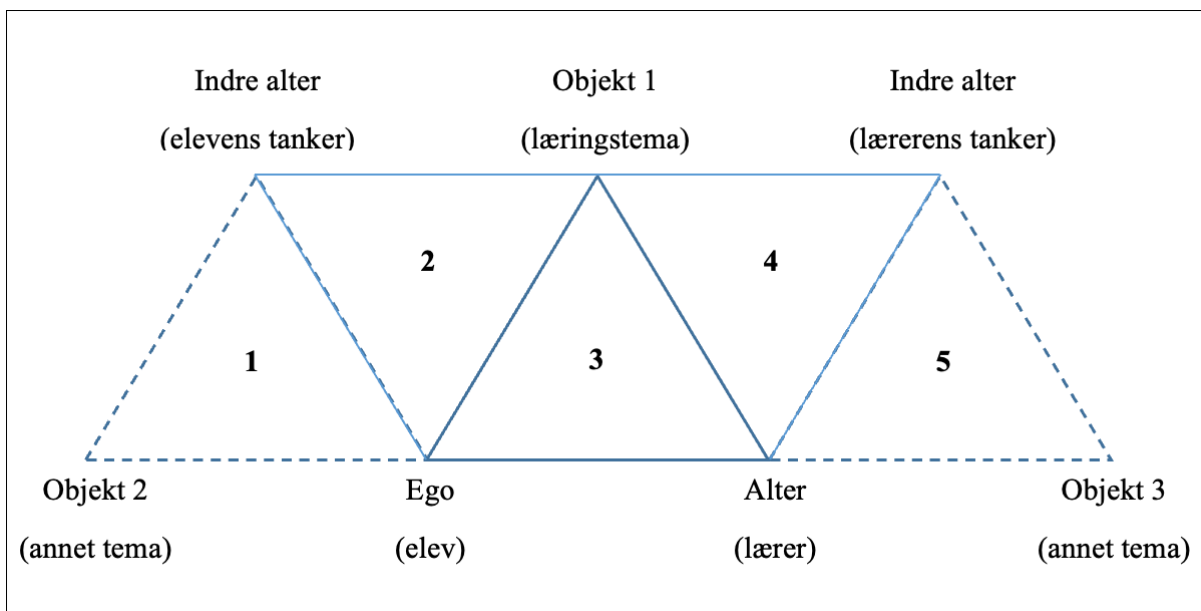 Indre alter Objekt 1 Indre alter
(elevens tanker) (læringstema) (lærerens tanker)
2 4
1 3 5
Objekt 2 Ego Alter Objekt 3
(annet tema) (elev) (lærer) (annet tema)